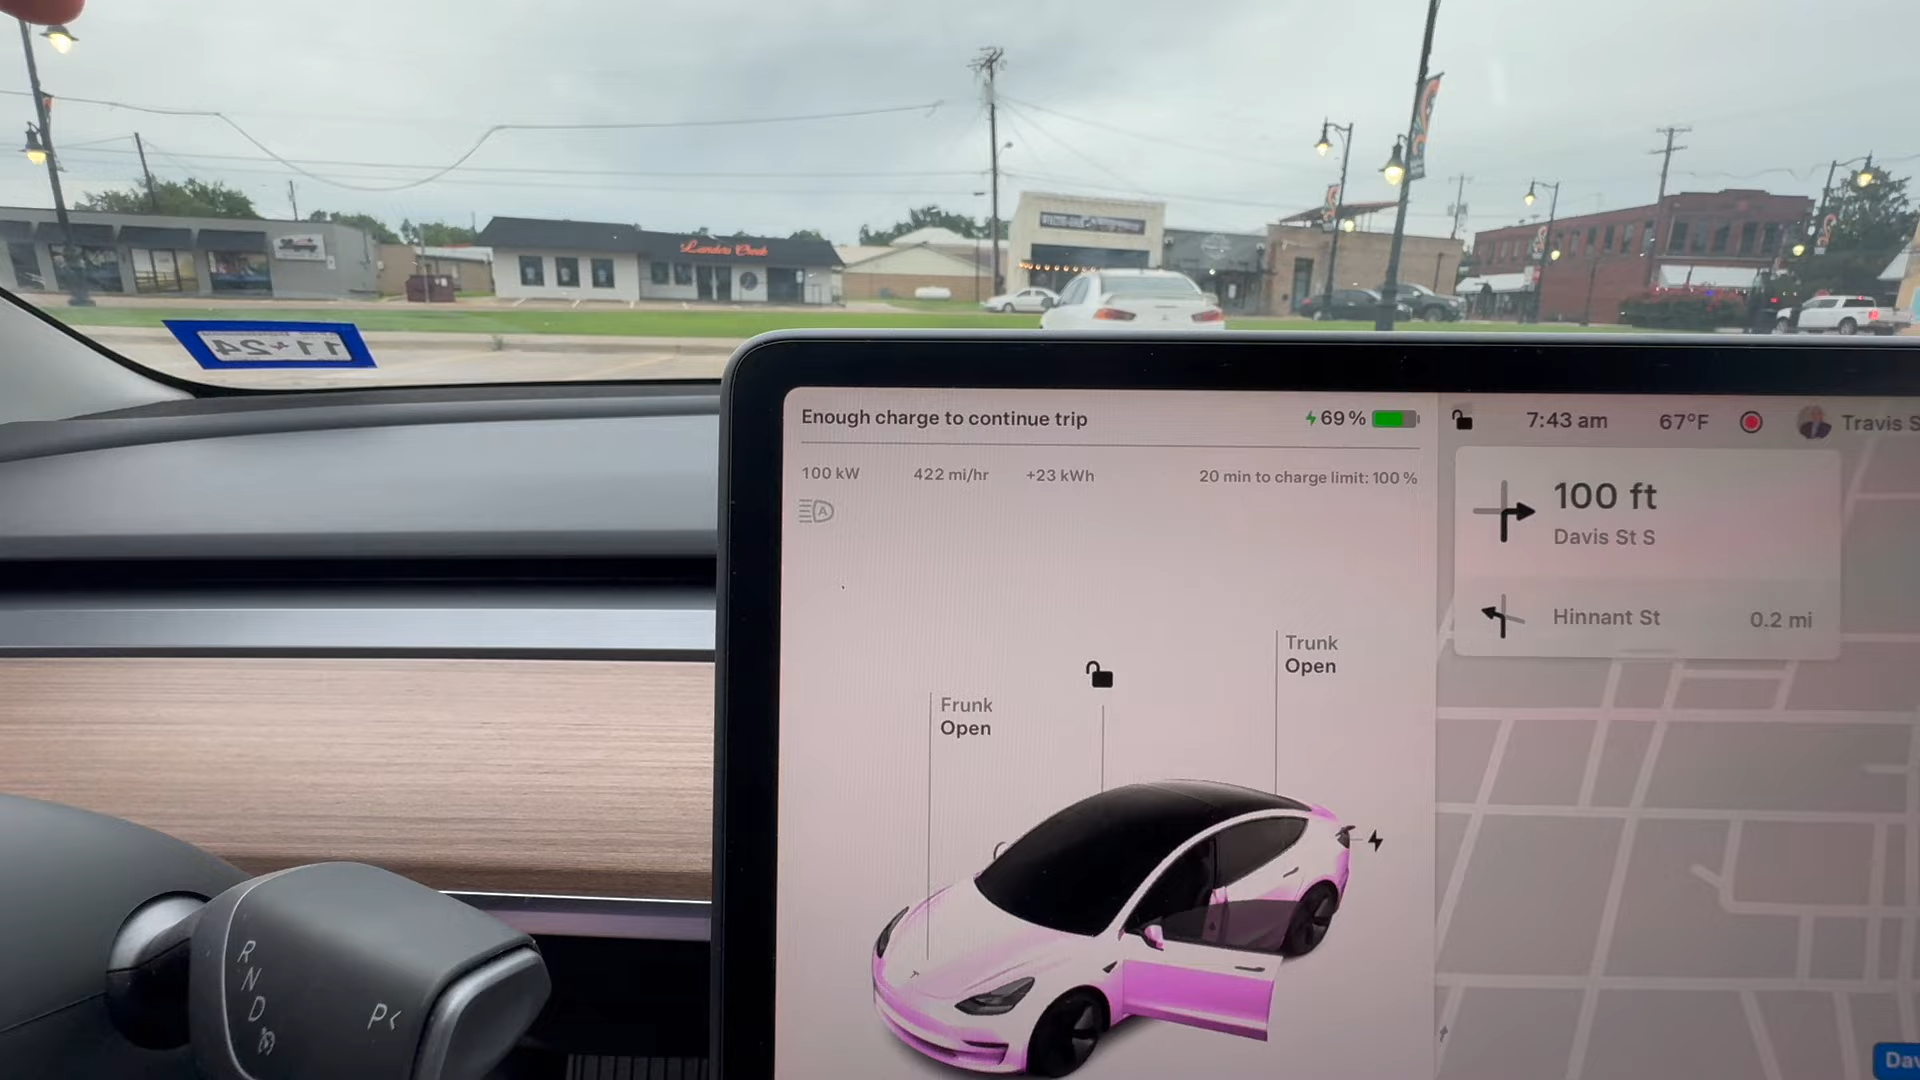 11*24
Enough charge to continue trip
69%
7:43 am
67°F
Travis S
100 kW
422 mi/hr
+23 kWh
20 min to charge limit: 100 %
A
100 ft
Davis St S
Hinnant St
0.2 mi
Trunk
Open
Frunk
Open
R
N
D
P<
Dav